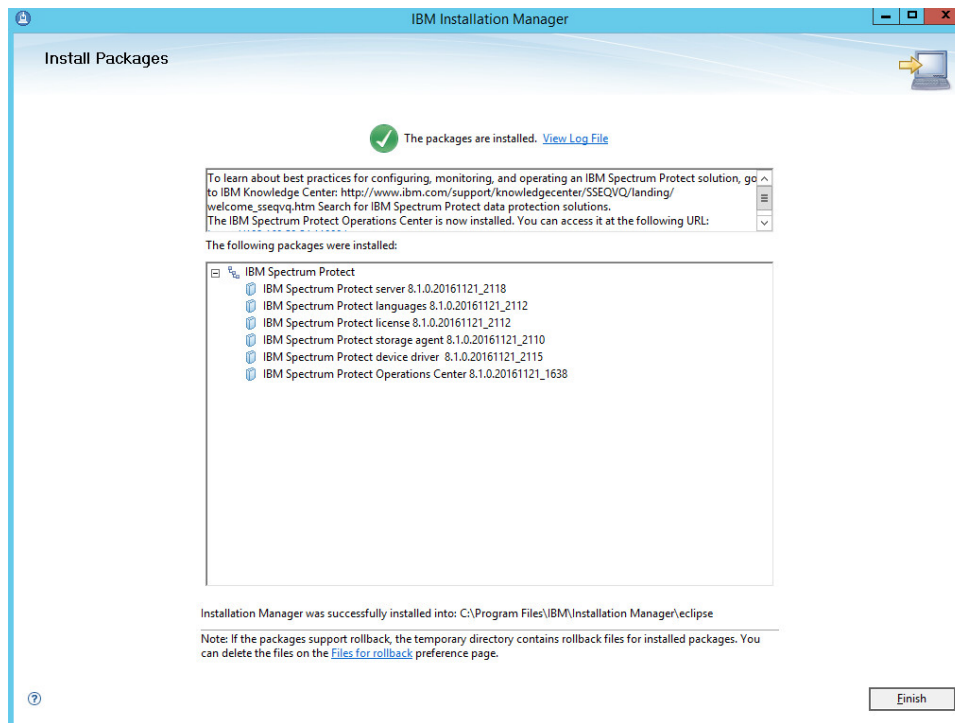 IBM Installation Manager
Install Packages
The packages are installed. View Log File
To learn about best practices for configuring, monitoring, and operating an IBM Spectrum Protect solution, go
to IBM Knowledge Center: http://www.ibm.com/support/knowledgecenter/SSEQVQ/landing/
welcome_sseqvq.htm Search for IBM Spectrum Protect data protection solutions.
The IBM Spectrum Protect Operations Center is now installed. You can access it at the following URL:
The following packages were installed:
IBM Spectrum Protect
IBM Spectrum Protect server 8.1.0.20161121_2118
IBM Spectrum Protect languages 8.1.0.20161121_2112
IBM Spectrum Protect license 8.1.0.20161121_2112
IBM Spectrum Protect storage agent 8.1.0.20161121_2110
IBM Spectrum Protect device driver 8.1.0.20161121_2115
IBM Spectrum Protect Operations Center 8.1.0.20161121_1638
Installation Manager was successfully installed into: C:\Program Files\IBM\Installation Manager\eclipse
Note: If the packages support rollback, the temporary directory contains rollback files for installed packages. You
can delete the files on the Files for rollback preference page.
Finish